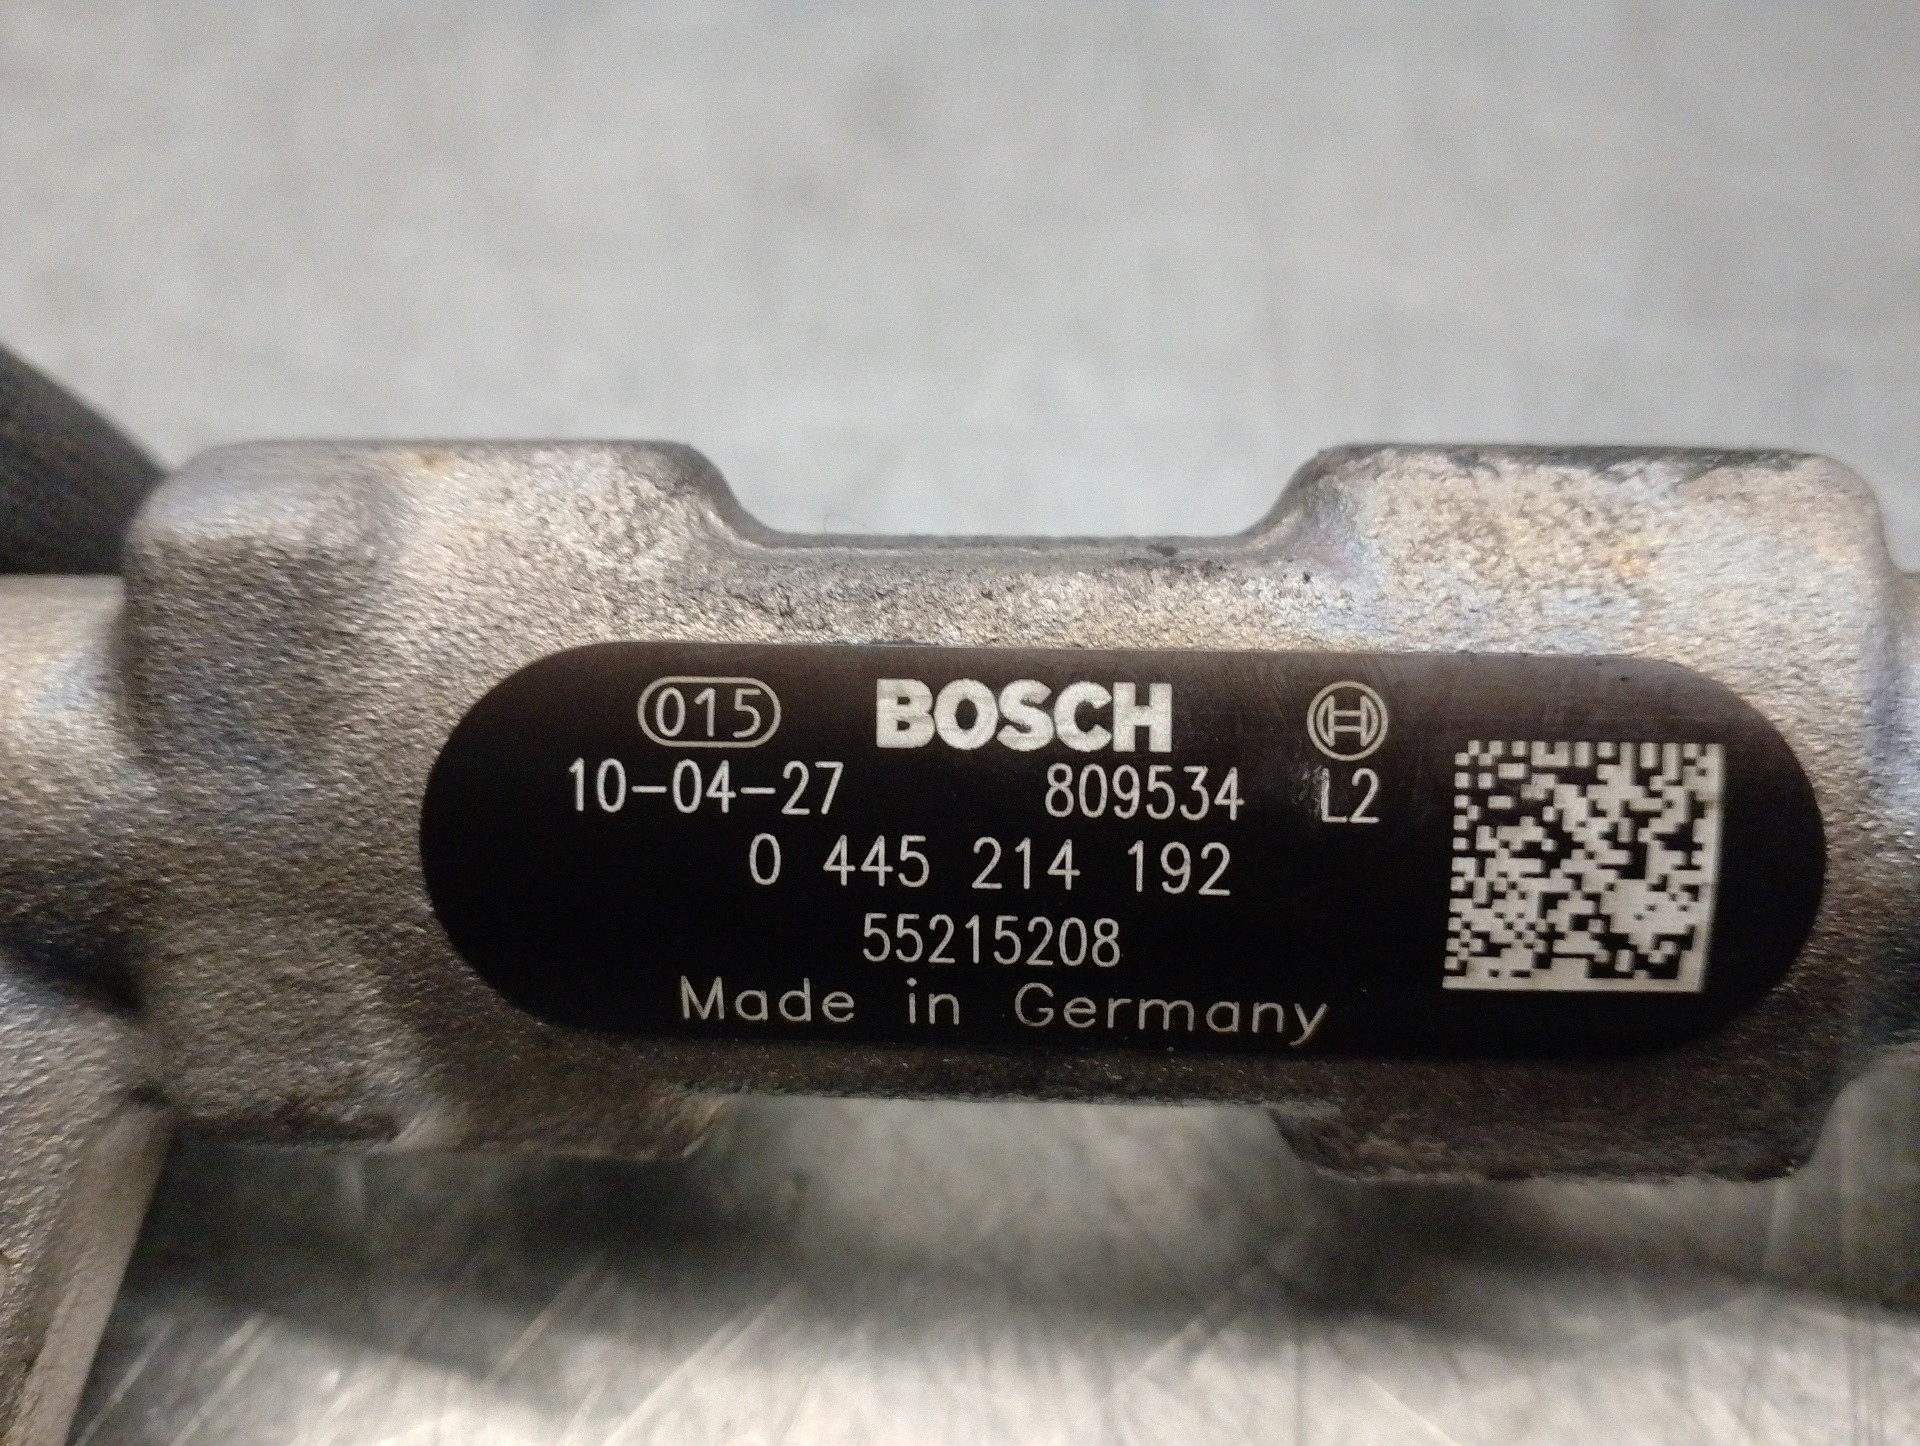 015 BOSCH
10-04-27 809534 L2
0 445 214 192
55215208
Made in Germany